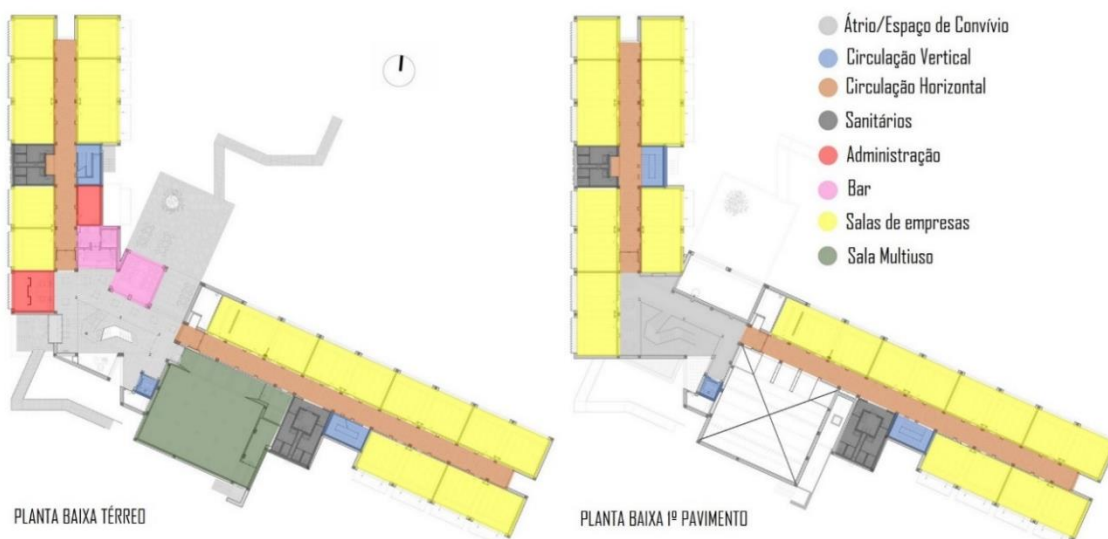 Átrio/Espaço de Convívio
Circulação Vertical
Circulação Horizontal
Sanitários
Administração
Bar
Salas de empresas
Sala Multiuso
PLANTA BAIXA TÉRREO
PLANTA BAIXA 1º PAVIMENTO